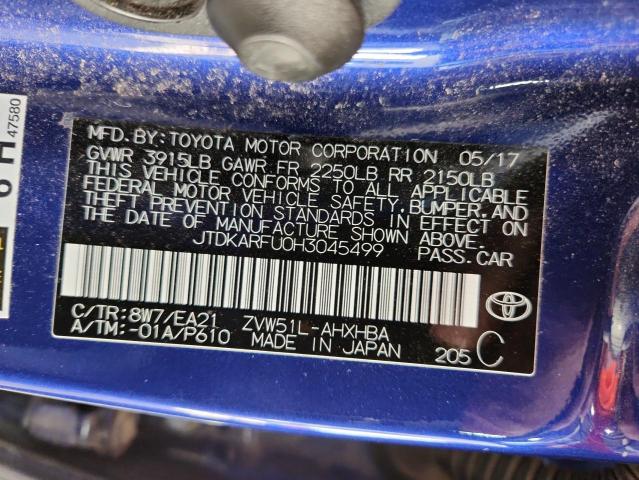 MFD. BY: TOYOTA MOTOR CORPORATION 05/17
GVWR 3915LB GAWR FR 2250LB RR 2150LB
THIS VEHICLE CONFORMS TO ALL APPLICABLE
FEDERAL MOTOR VEHICLE SAFETY, BUMPER, AND
THEFT PREVENTION STANDARDS IN EFFECT ON
THE DATE OF MANUFACTURE SHOWN ABOVE.
JTDKARFU0H3045499 PASS. CAR
C/TR: 8W7/EA21 ZVW51L-AHXHBA
A/TM: -01A/P610 MADE IN JAPAN 205 C
47580